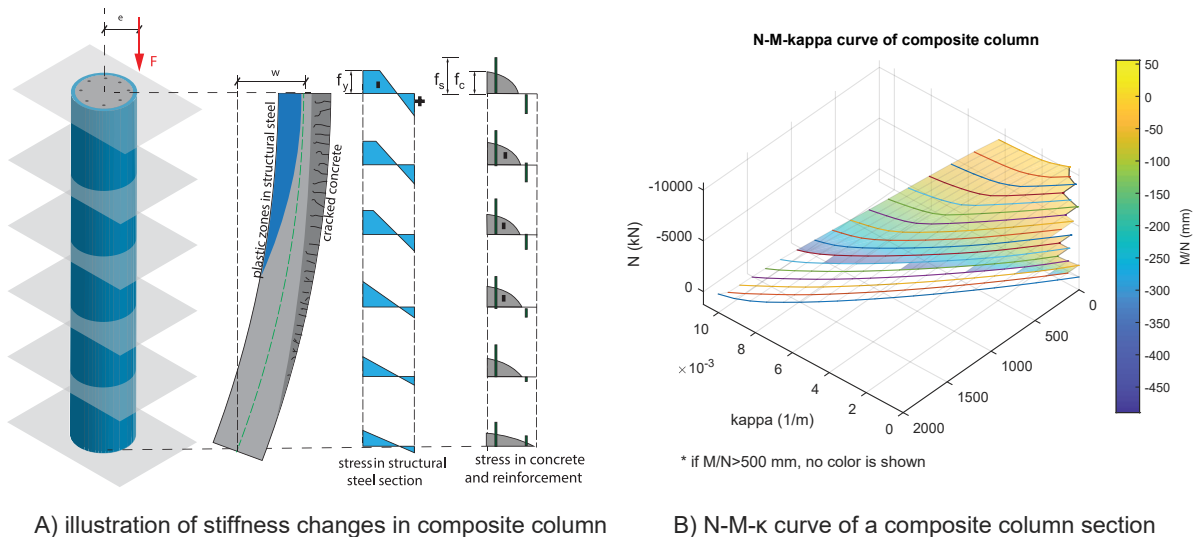 e
F
w
plastic zones in structural steel
cracked concrete
f_y
f_s f_c
stress in structural
steel section
stress in concrete
and reinforcement
A) illustration of stiffness changes in composite column
N-M-kappa curve of composite column
-10000
-5000
0
N (kN)
10
8
6
4
2
0
× 10⁻³
kappa (1/m)
0
500
1000
1500
2000
50
0
-50
-100
-150
-200
-250
-300
-350
-400
-450
M/N (mm)
* if M/N>500 mm, no color is shown
B) N-M-κ curve of a composite column section